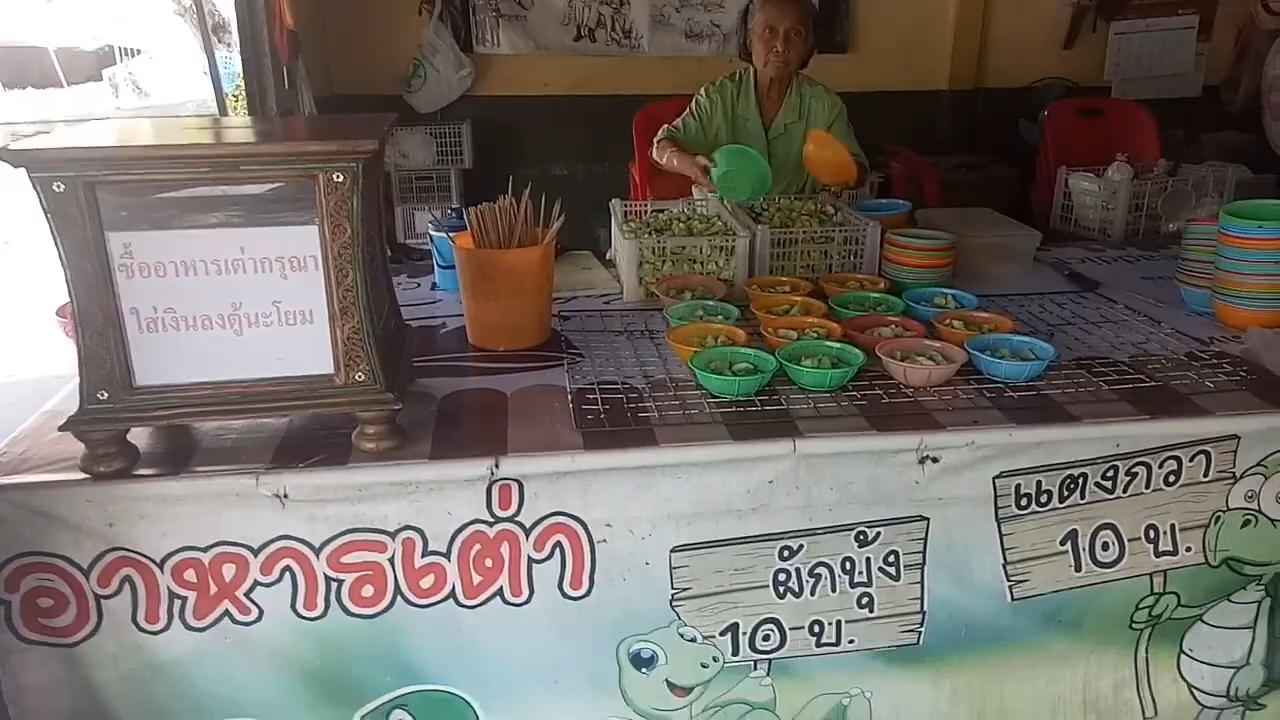 ซื้ออาหารเต่ากรุณา
ใส่เงินลงตู้นะโยม
อาหารเต่า
ผักบุ้ง
10 บ.
แตงกวา
10 บ.